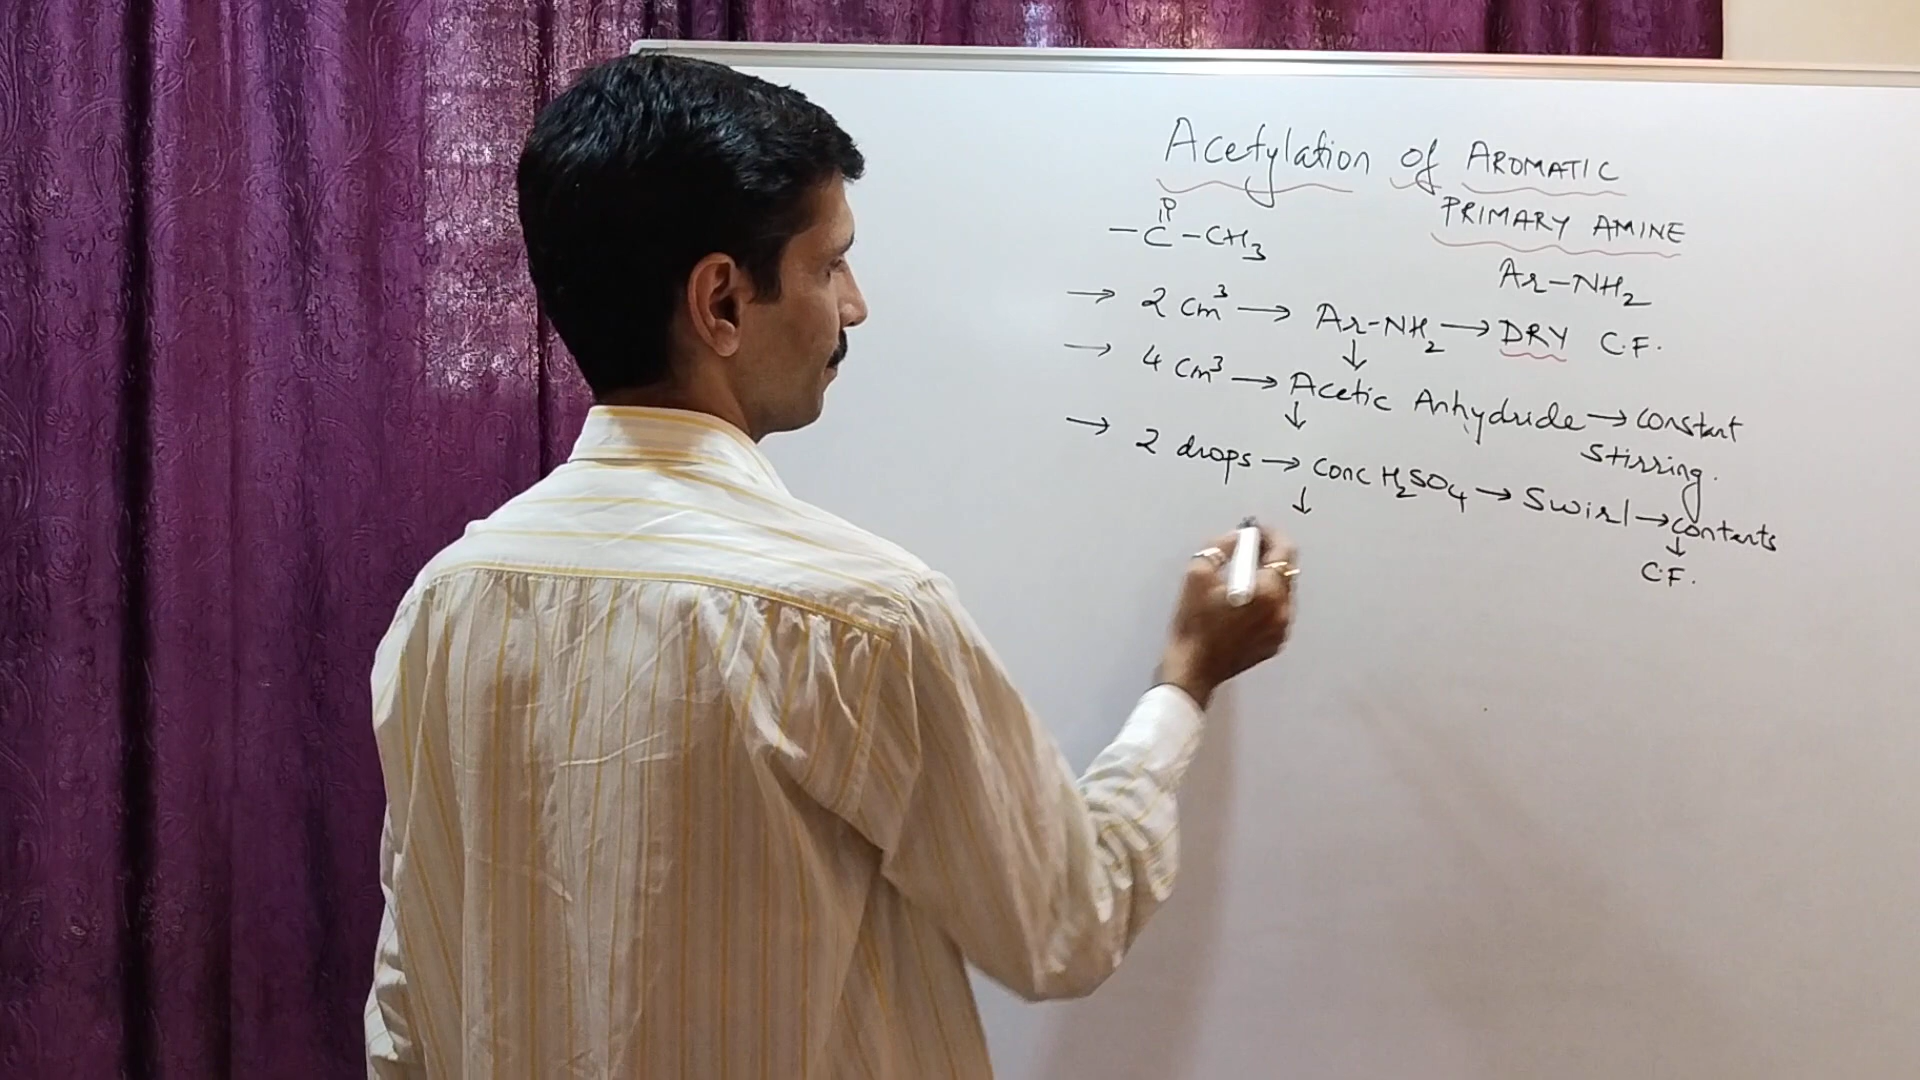 Acetylation of AROMATIC
PRIMARY AMINE
O
‖
—C—CH₃
Ar—NH₂
→ 2 cm³ → Ar-NH₂ → DRY C.F.
↓
→ 4 cm³ → Acetic Anhydride → constant
stirring.
↓
→ 2 drops → conc H₂SO₄ → Swirl → contents
↓
↓
C.F.